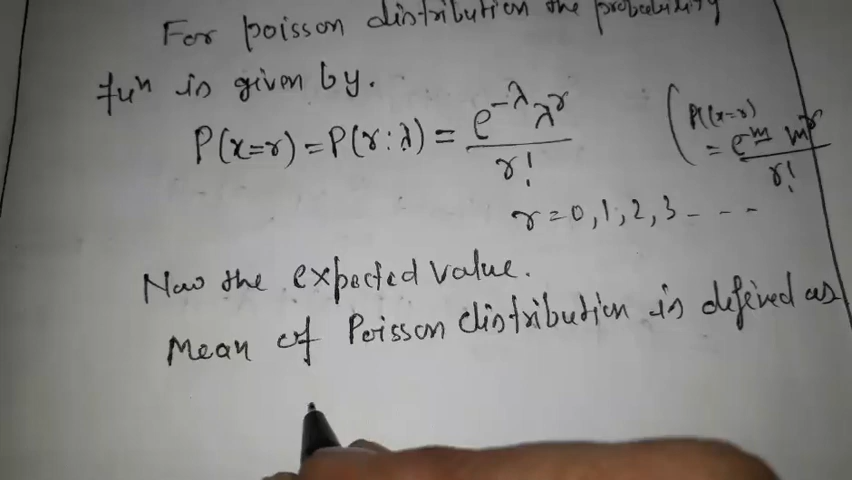 For poisson distribution the probability
fuⁿ is given by.
P(x=r) = P(r:λ) = e^-λ λ^r / r!
(P((x=r) = e^m m^r / r!
r = 0, 1, 2, 3 - - - -
Now the expected value.
Mean of Poisson distribution is defined as